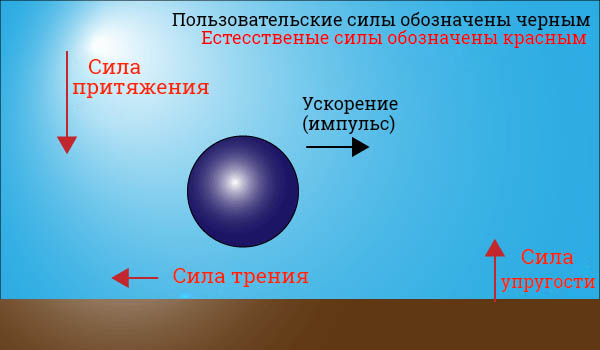 Пользовательские силы обозначены черным
Естесственые силы обозначены красным
Сила
притяжения
Ускорение
(импульс)
Сила трения
Сила
упругости